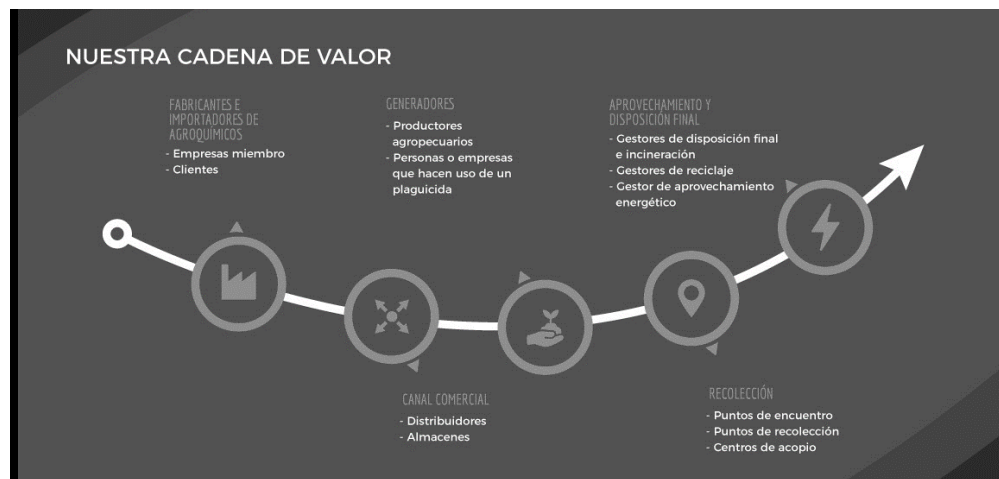 NUESTRA CADENA DE VALOR
FABRICANTES E
IMPORTADORES DE
AGROQUÍMICOS
- Empresas miembro
- Clientes
GENERADORES
- Productores
agropecuarios
- Personas o empresas
que hacen uso de un
plaguicida
APROVECHAMIENTO Y
DISPOSICIÓN FINAL
- Gestores de disposición final
e incineración
- Gestores de reciclaje
- Gestor de aprovechamiento
energético
CANAL COMERCIAL
- Distribuidores
- Almacenes
RECOLECCIÓN
- Puntos de encuentro
- Puntos de recolección
- Centros de acopio